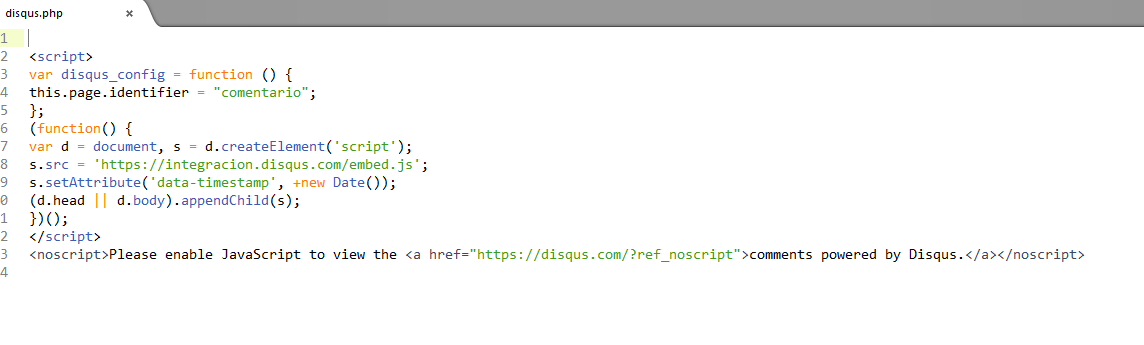 disqus.php ×
1
2 <script>
3 var disqus_config = function () {
4 this.page.identifier = "comentario";
5 };
6 (function() {
7 var d = document, s = d.createElement('script');
8 s.src = 'https://integracion.disqus.com/embed.js';
9 s.setAttribute('data-timestamp', +new Date());
0 (d.head || d.body).appendChild(s);
1 })();
2 </script>
3 <noscript>Please enable JavaScript to view the <a href="https://disqus.com/?ref_noscript">comments powered by Disqus.</a></noscript>
4